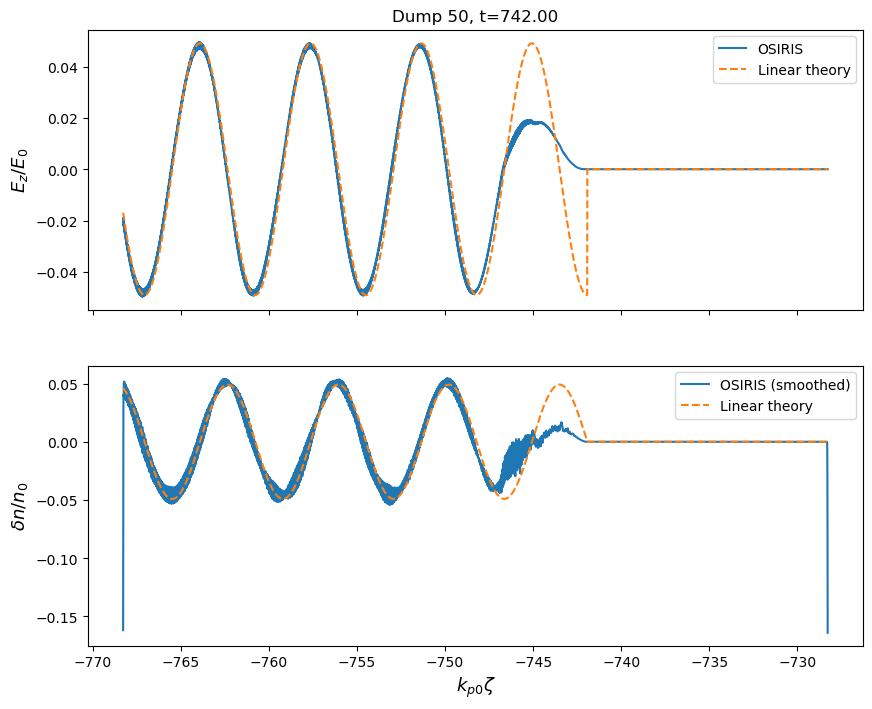 Dump 50, t=742.00
E_z/E_0
0.04
0.02
0.00
−0.02
−0.04
OSIRIS
Linear theory
δn/n_0
0.05
0.00
−0.05
−0.10
−0.15
OSIRIS (smoothed)
Linear theory
−770 −765 −760 −755 −750 −745 −740 −735 −730
k_{p0}ζ